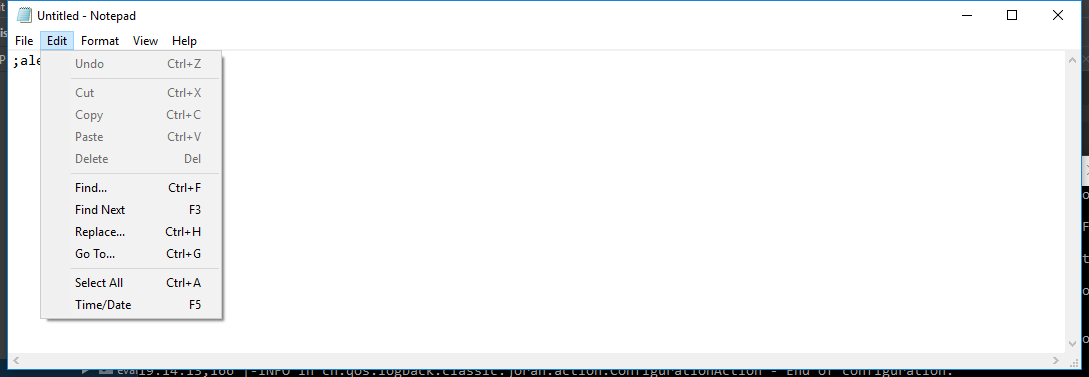 Untitled - Notepad
File Edit Format View Help
;ale
Undo Ctrl+Z
Cut Ctrl+X
Copy Ctrl+C
Paste Ctrl+V
Delete Del
Find... Ctrl+F
Find Next F3
Replace... Ctrl+H
Go To... Ctrl+G
Select All Ctrl+A
Time/Date F5
19:14:13,166 |-INFO in ch.qos.logback.classic.joran.action.ConfigurationAction - End of configuration.